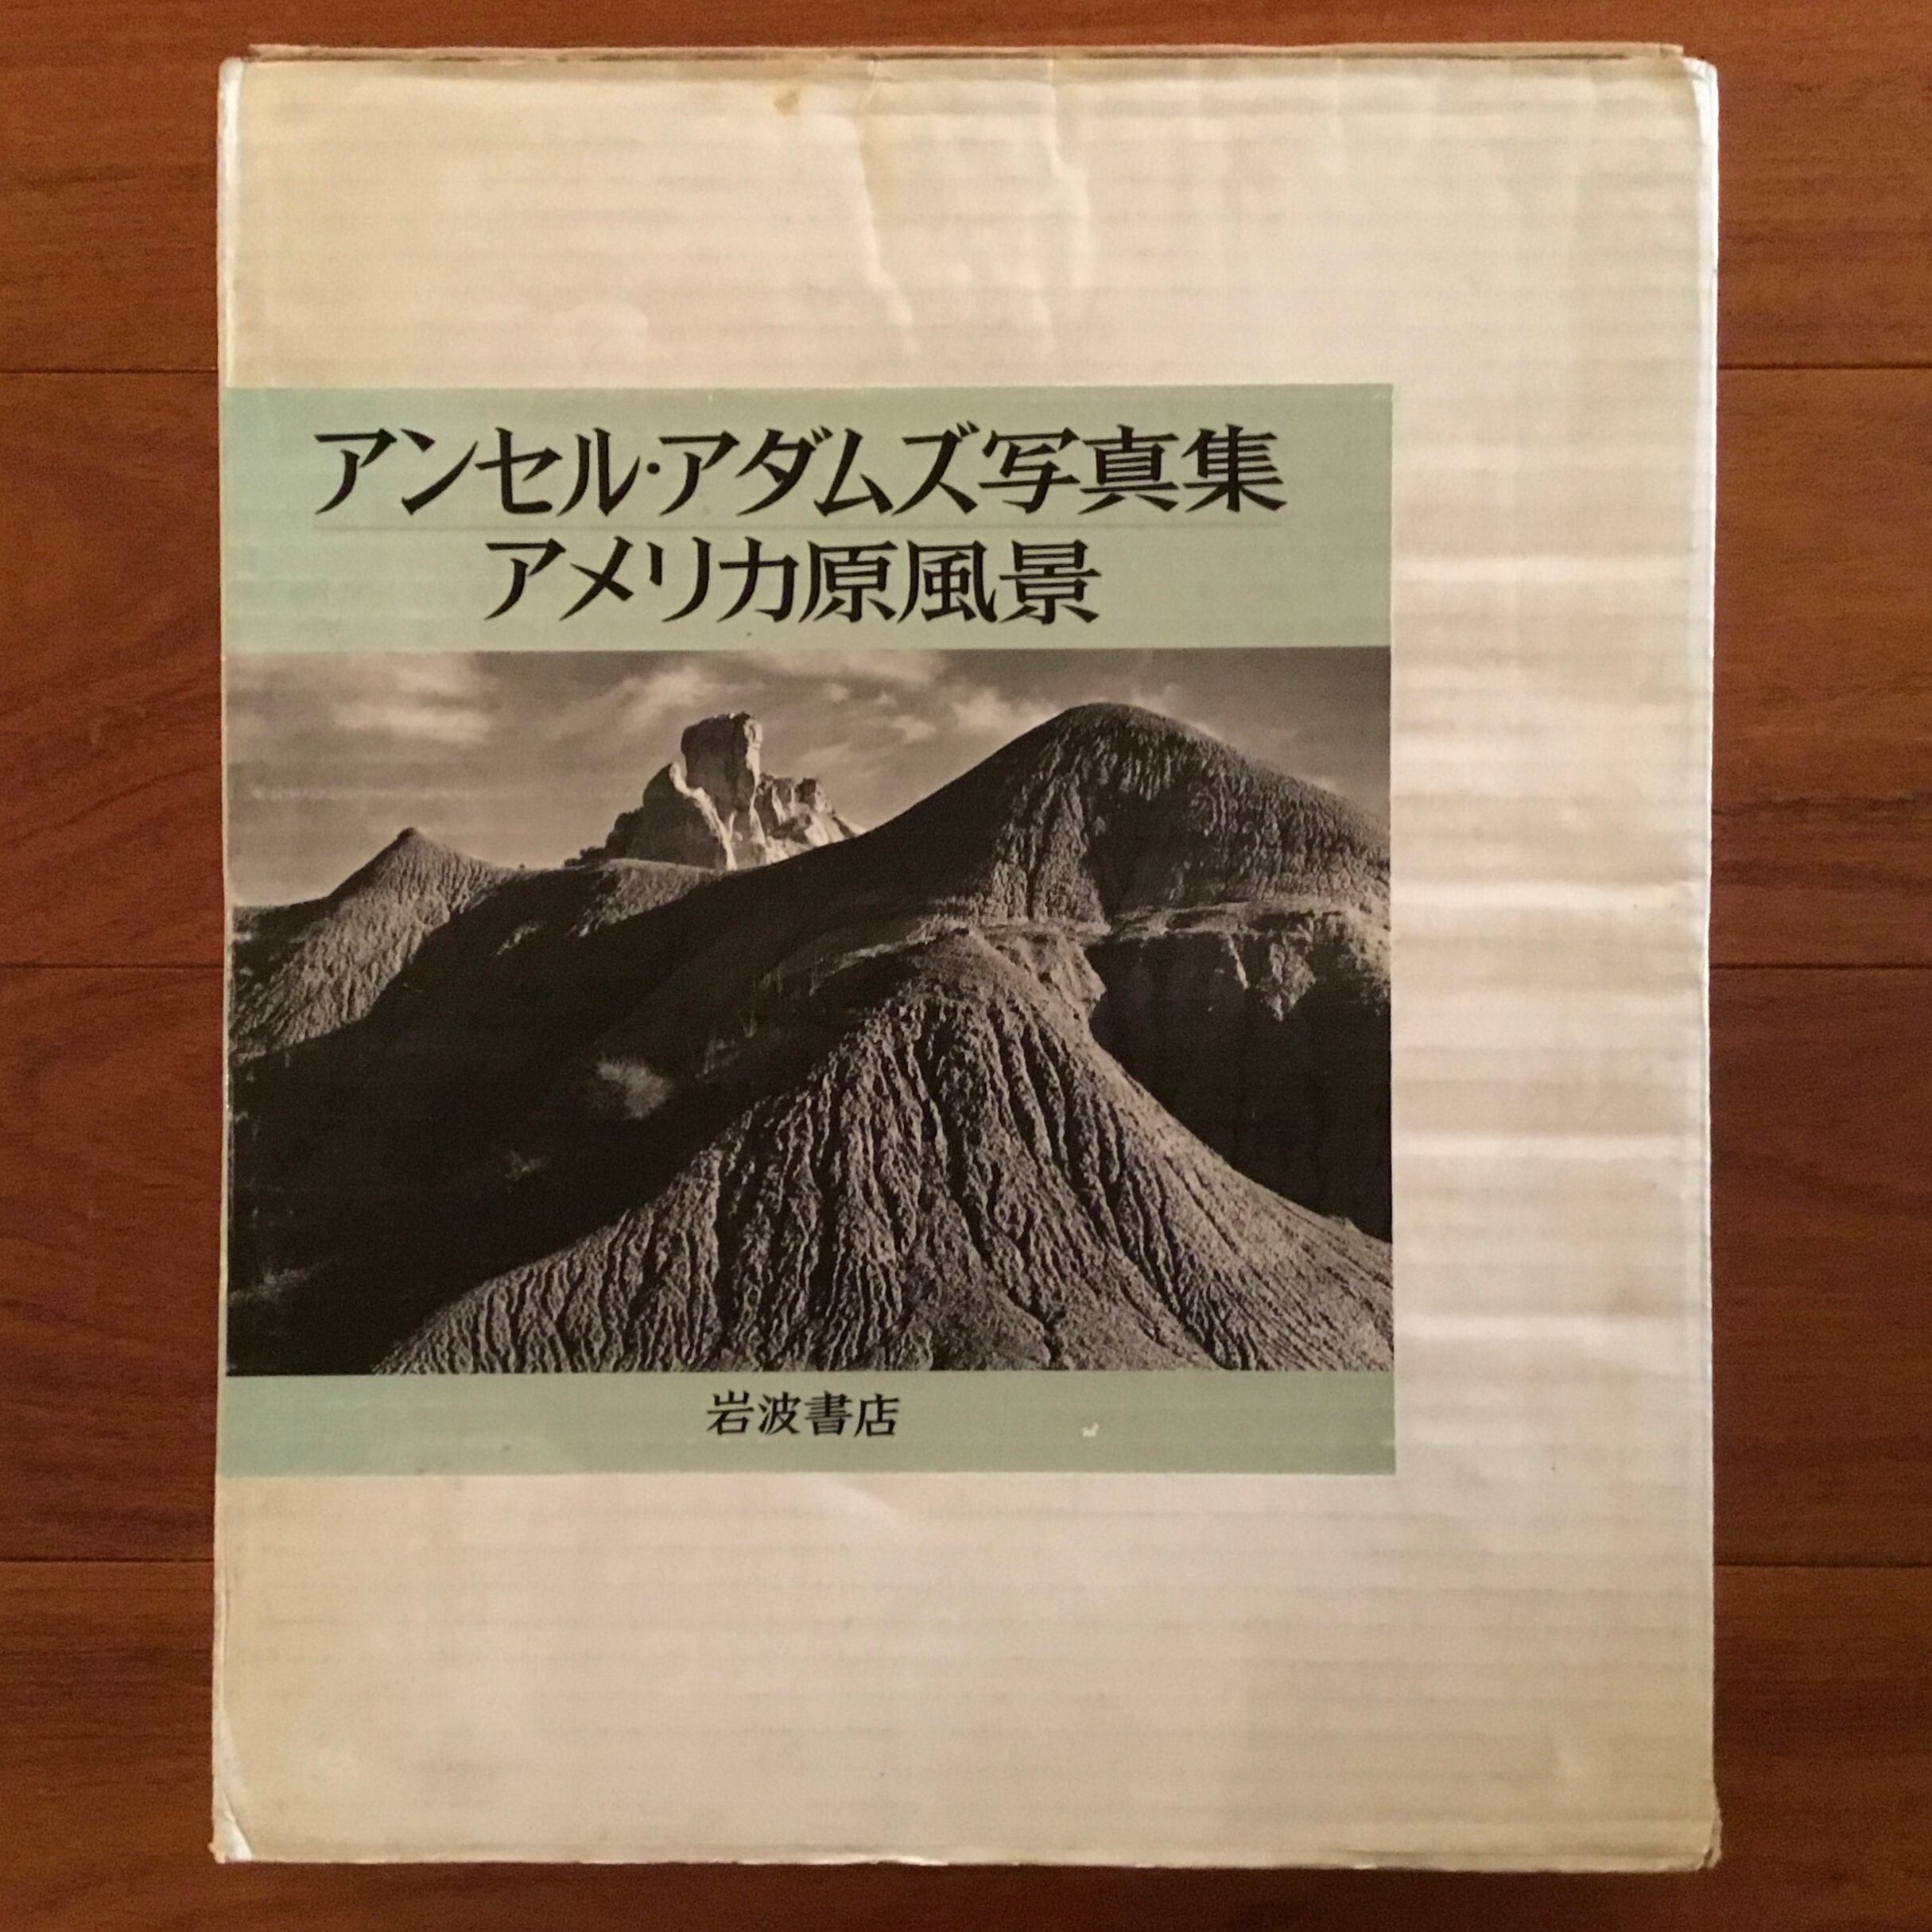 アンセル・アダムズ写真集
アメリカ原風景
岩波書店